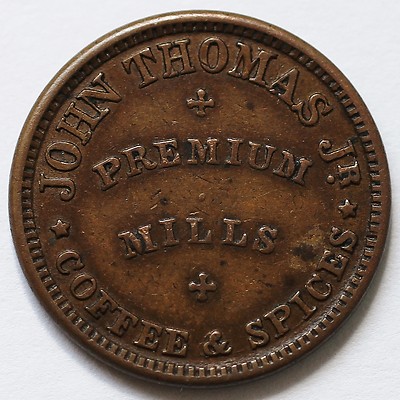 JOHN THOMAS JR.
PREMIUM
MILLS
COFFEE & SPICES